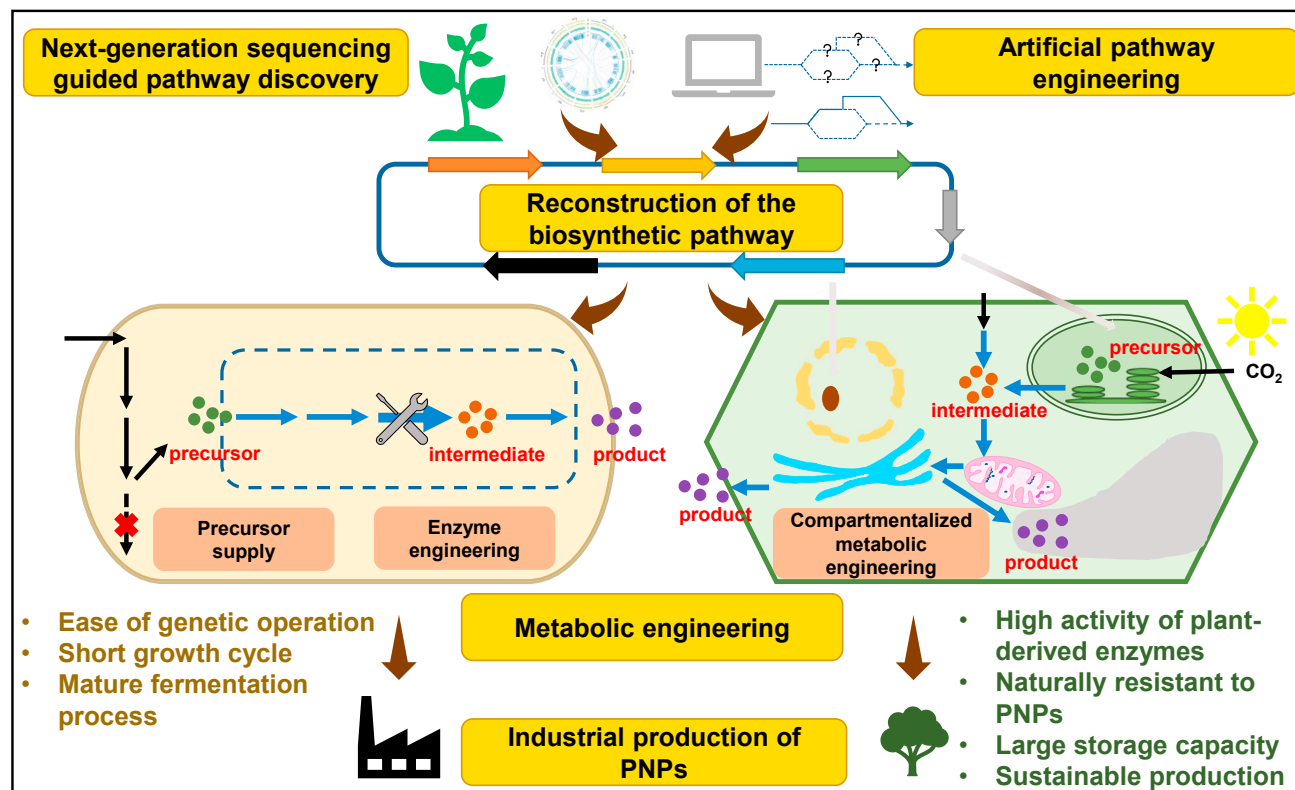 Next-generation sequencing
guided pathway discovery
? ? ? ?
Artificial pathway
engineering
Reconstruction of the
biosynthetic pathway
precursor
intermediate
product
Precursor
supply
Enzyme
engineering
precursor
CO2
intermediate
product
product
Compartmentalized
metabolic
engineering
• Ease of genetic operation
• Short growth cycle
• Mature fermentation
process
Metabolic engineering
Industrial production of
PNPs
• High activity of plant-
derived enzymes
• Naturally resistant to
PNPs
• Large storage capacity
• Sustainable production